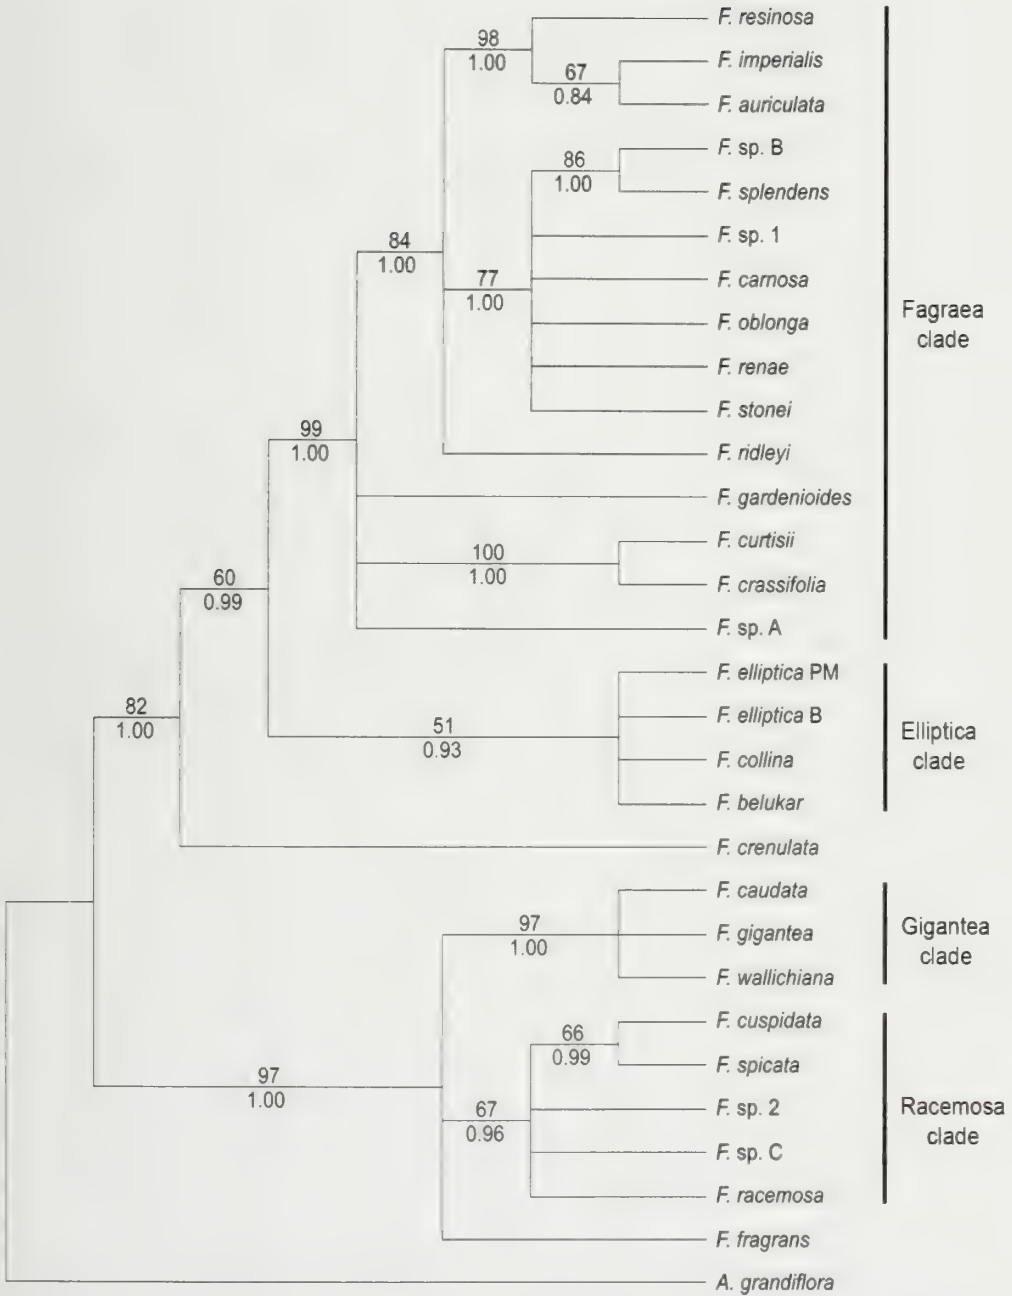 F. resinosa
98
1.00
F. imperialis
67
0.84
F. auriculata
F. sp. B
86
1.00
F. splendens
84
1.00
F. sp. 1
77
1.00
F. carnosa
Fagraea
clade
F. oblonga
F. renae
F. stonei
99
1.00
F. ridleyi
F. gardenioides
F. curtisii
100
1.00
60
0.99
F. crassifolia
F. sp. A
F. elliptica PM
82
1.00
F. elliptica B
51
0.93
Elliptica
clade
F. collina
F. belukar
F. crenulata
F. caudata
97
1.00
F. gigantea
Gigantea
clade
F. wallichiana
F. cuspidata
66
0.99
F. spicata
97
1.00
F. sp. 2
67
0.96
Racemosa
clade
F. sp. C
F. racemosa
F. fragrans
A. grandiflora